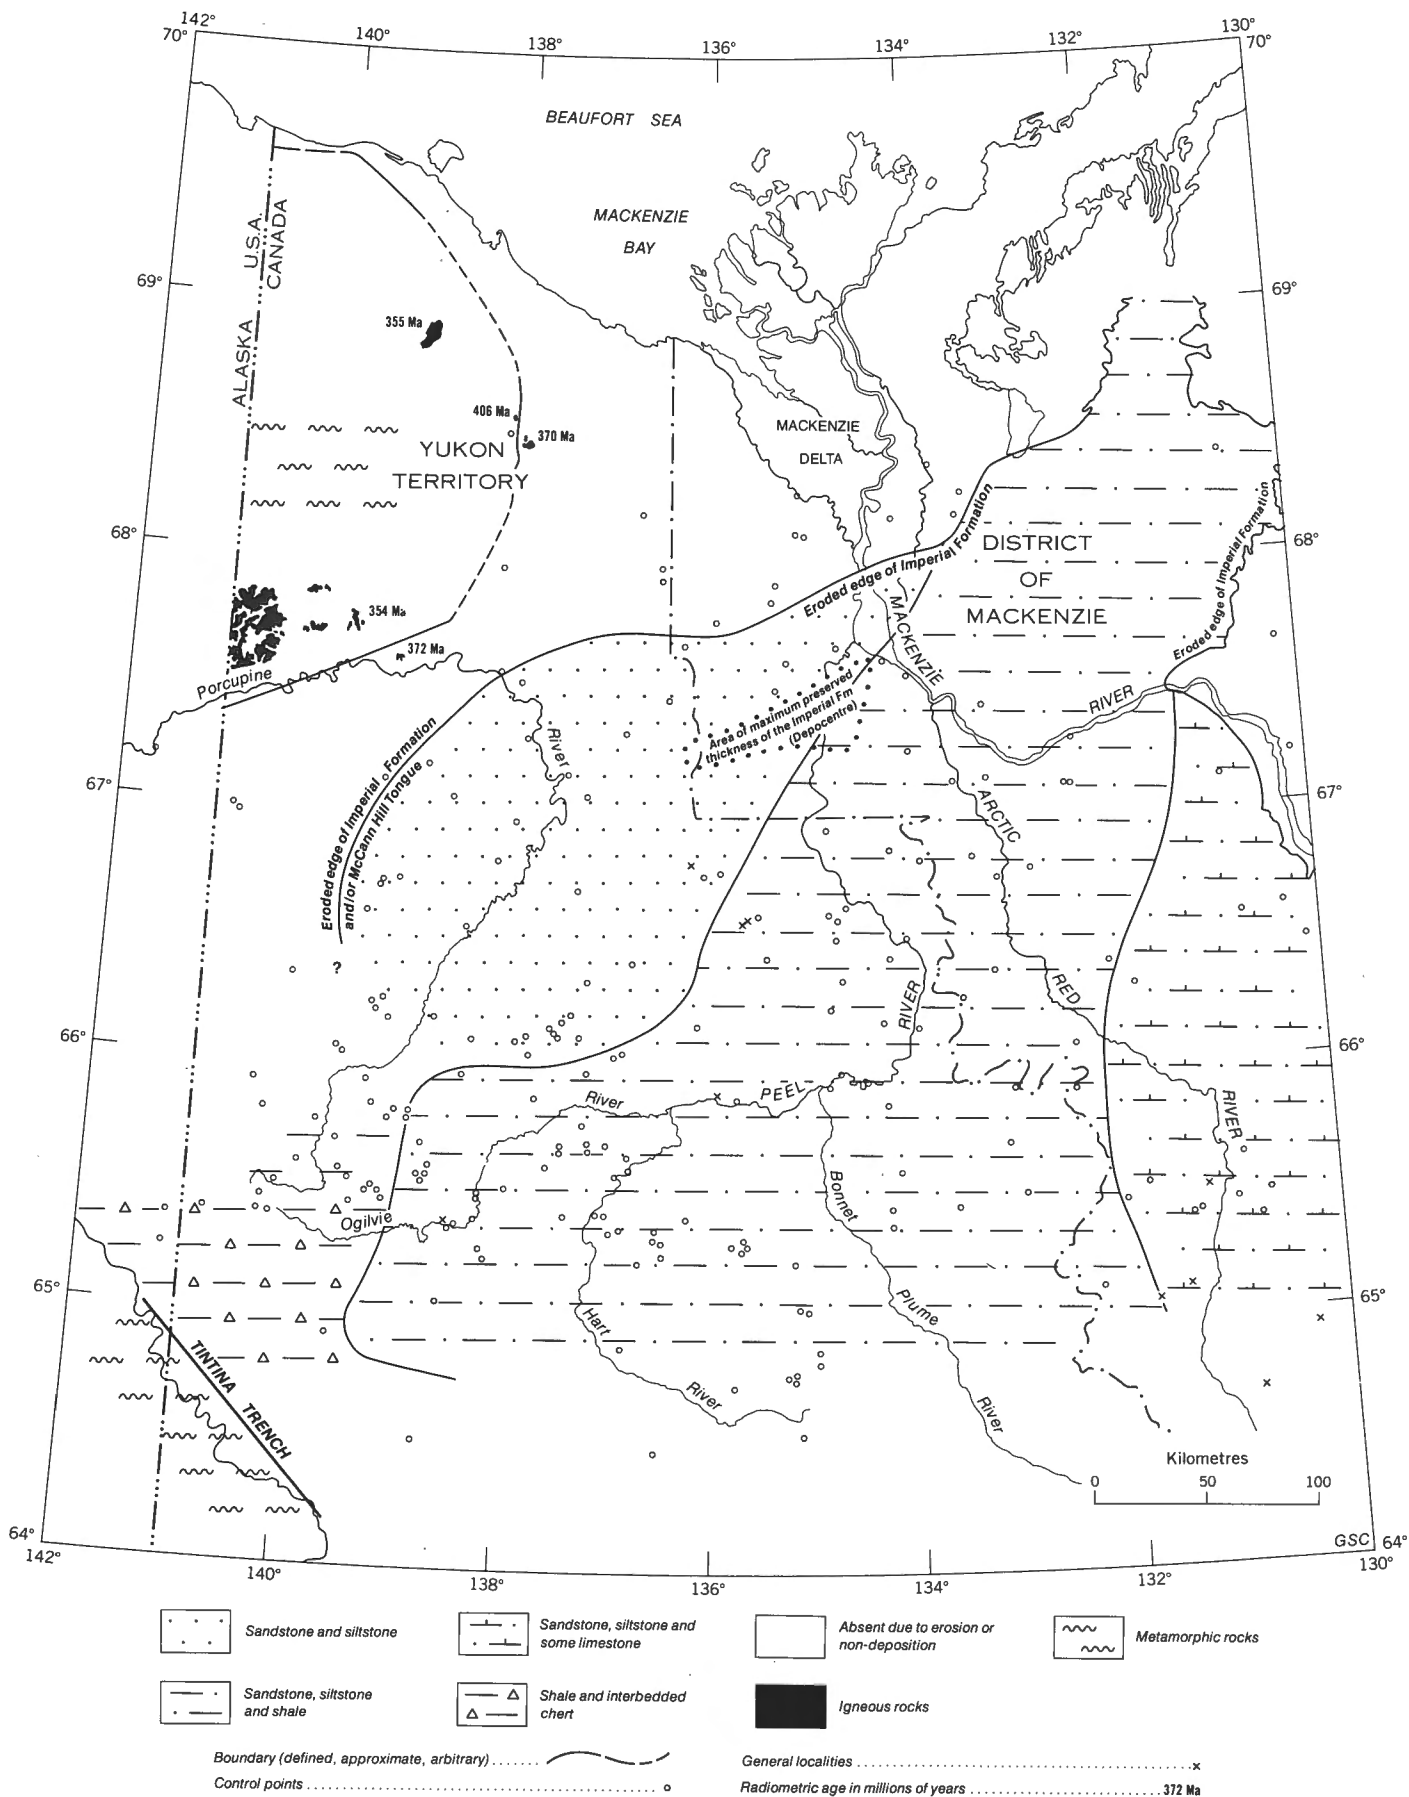 142°
70°
140°
138°
136°
134°
132°
130°
70°
BEAUFORT SEA
MACKENZIE
BAY
U.S.A.
CANADA
ALASKA
69°
69°
355 Ma
406 Ma
370 Ma
YUKON
TERRITORY
MACKENZIE
DELTA
68°
68°
Eroded edge of Imperial Formation
DISTRICT
OF
MACKENZIE
Eroded edge of Imperial Formation
354 Ma
372 Ma
Porcupine
River
MACKENZIE
RIVER
Area of maximum preserved
thickness of the Imperial Fm
(Depocentre)
Eroded edge of Imperial Formation
and/or McCann Hill Tongue
?
67°
67°
ARCTIC
RED
RIVER
RIVER
PEEL
66°
66°
River
Ogilvie
Bonnet
Plume
River
Hart
River
65°
65°
TINTINA TRENCH
Kilometres
0 50 100
GSC
64°
142°
140°
138°
136°
134°
132°
64°
130°
Sandstone and siltstone
Sandstone, siltstone and
some limestone
Absent due to erosion or
non-deposition
Metamorphic rocks
Sandstone, siltstone
and shale
Shale and interbedded
chert
Igneous rocks
Boundary (defined, approximate, arbitrary)
General localities x
Control points
Radiometric age in millions of years 372 Ma